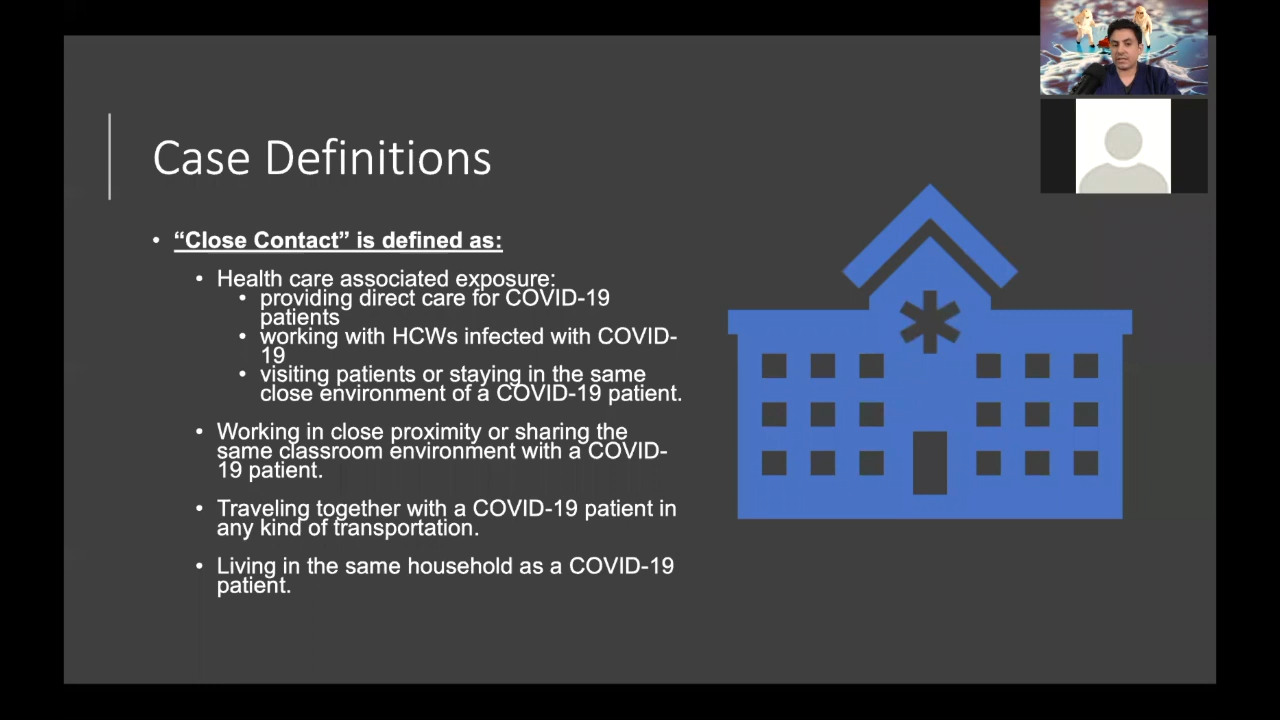 Case Definitions
• “Close Contact” is defined as:
• Health care associated exposure:
• providing direct care for COVID-19
patients
• working with HCWs infected with COVID-
19
• visiting patients or staying in the same
close environment of a COVID-19 patient.
• Working in close proximity or sharing the
same classroom environment with a COVID-
19 patient.
• Traveling together with a COVID-19 patient in
any kind of transportation.
• Living in the same household as a COVID-19
patient.